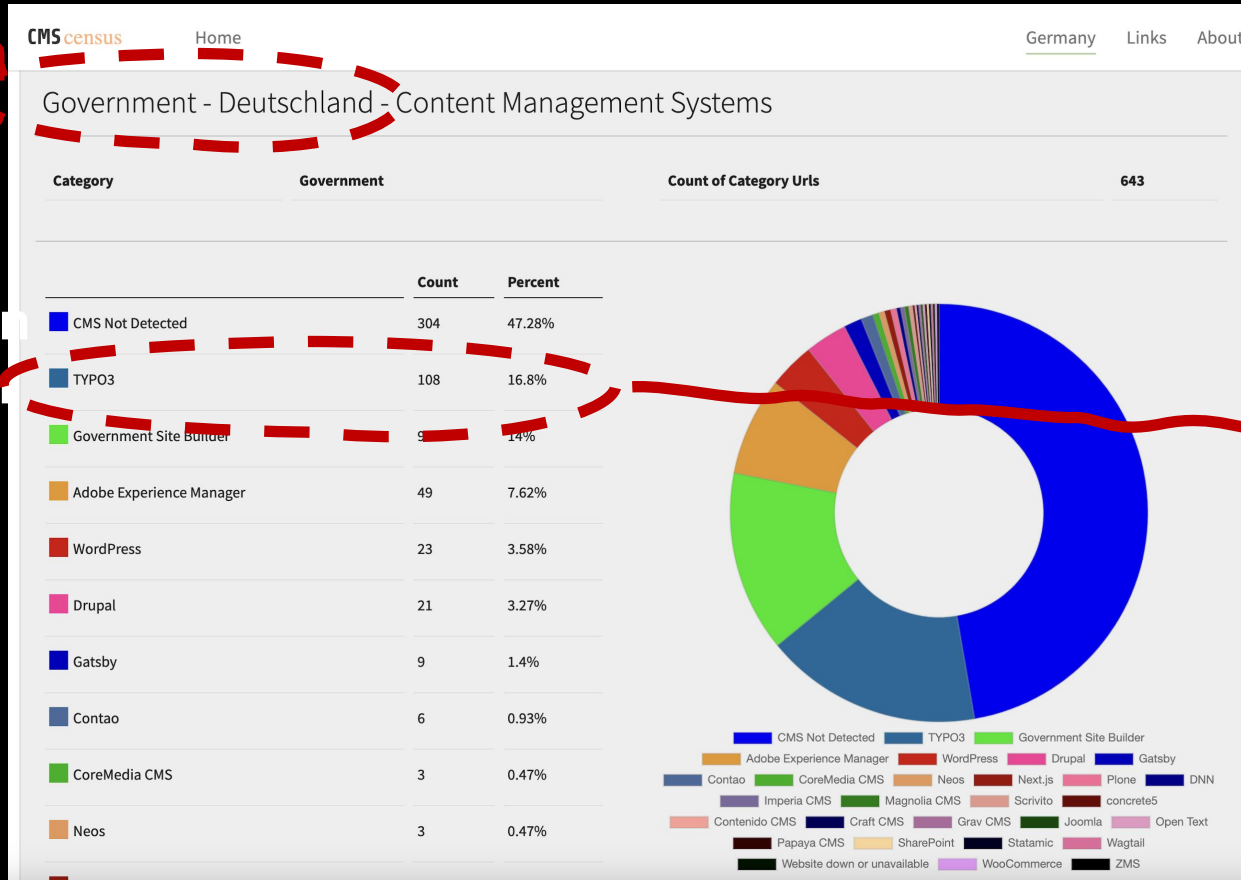 CMS census Home Germany Links About
Government - Deutschland - Content Management Systems
Category Government Count of Category Urls 643
Count Percent
CMS Not Detected 304 47.28%
TYPO3 108 16.8%
Government Site Builder 14%
Adobe Experience Manager 49 7.62%
WordPress 23 3.58%
Drupal 21 3.27%
Gatsby 9 1.4%
Contao 6 0.93%
CoreMedia CMS 3 0.47%
Neos 3 0.47%
CMS Not Detected TYPO3 Government Site Builder
Adobe Experience Manager WordPress Drupal Gatsby
Contao CoreMedia CMS Neos Next.js Plone DNN
Imperia CMS Magnolia CMS Scrivito concrete5
Contenido CMS Craft CMS Grav CMS Joomla Open Text
Papaya CMS SharePoint Statamic Wagtail
Website down or unavailable WooCommerce ZMS